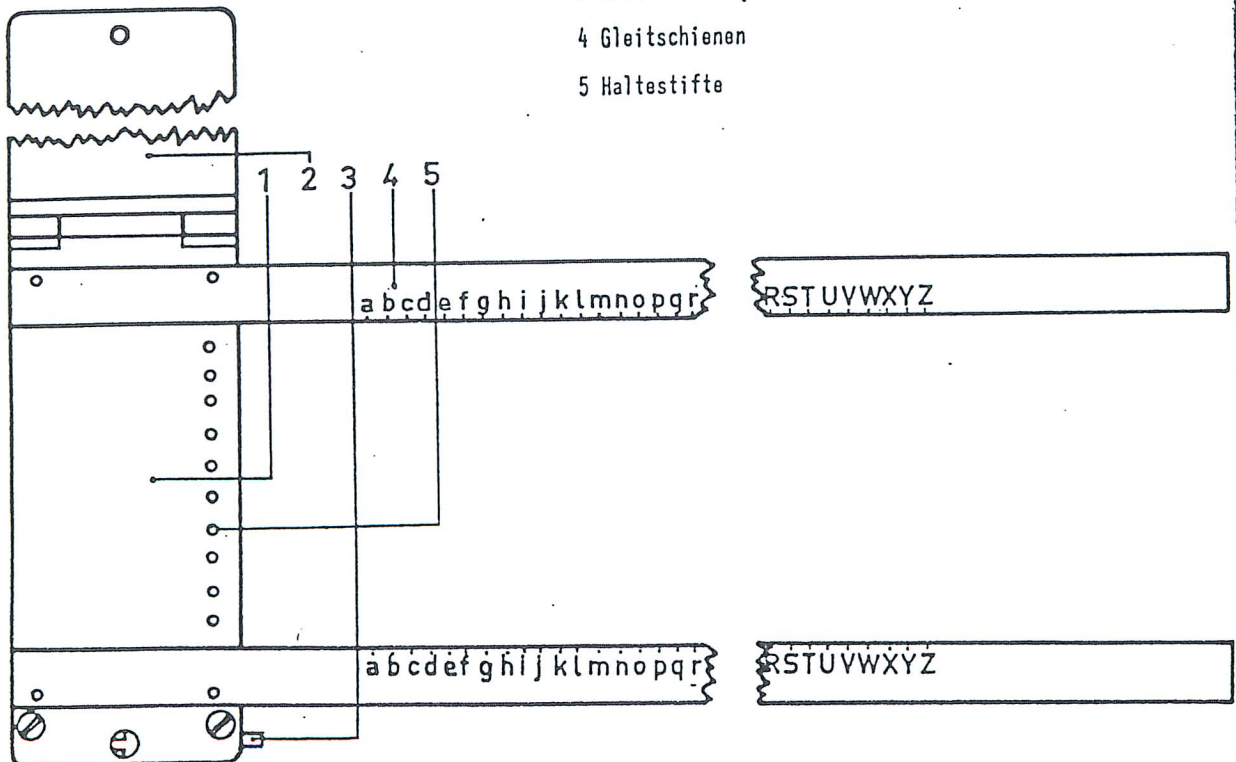 4 Gleitschienen
5 Haltestifte
1 2 3 4 5
abcdefghijklmnopqr
RSTUVWXYZ
abcdefghijklmnopqr
RSTUVWXYZ